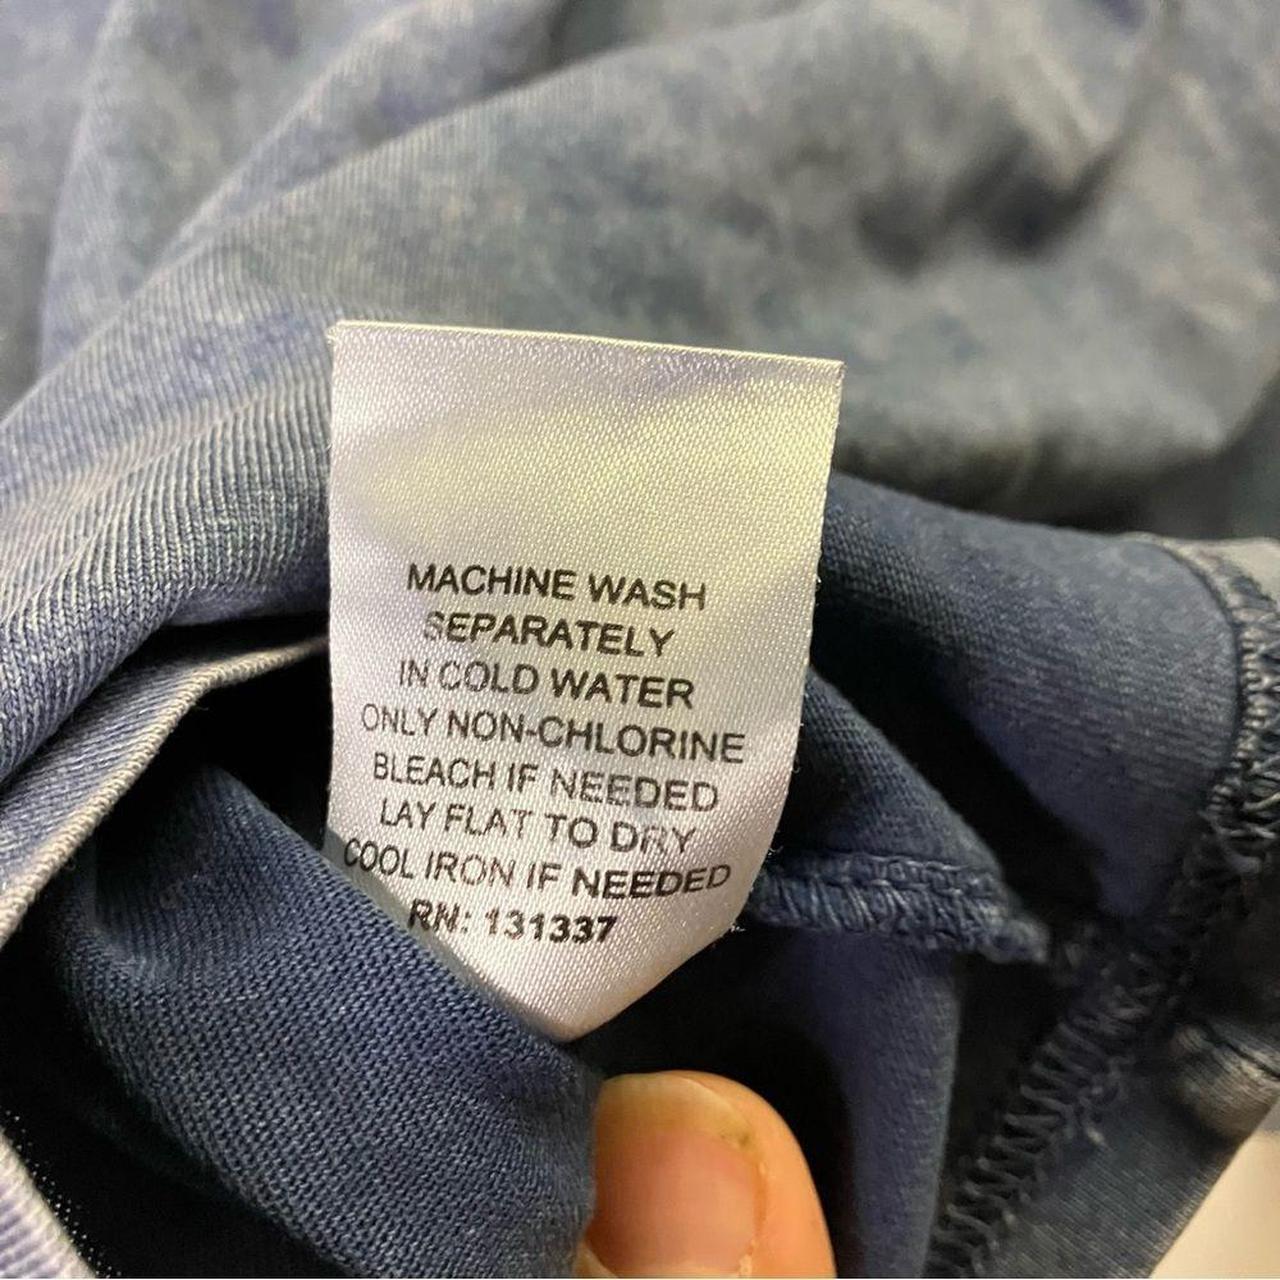 MACHINE WASH
SEPARATELY
IN COLD WATER
ONLY NON-CHLORINE
BLEACH IF NEEDED
LAY FLAT TO DRY
COOL IRON IF NEEDED
RN: 131337